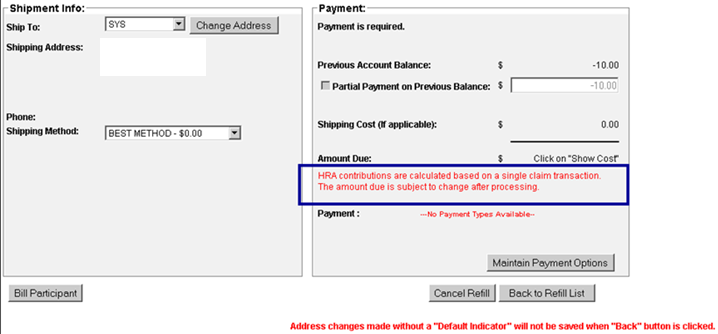 Shipment Info:
Ship To: SYS Change Address
Shipping Address:
Phone:
Shipping Method: BEST METHOD - $0.00
Payment:
Payment is required.
Previous Account Balance: $ -10.00
Partial Payment on Previous Balance: $ -10.00
Shipping Cost (If applicable): $ 0.00
Amount Due: $ Click on "Show Cost"
HRA contributions are calculated based on a single claim transaction.
The amount due is subject to change after processing.
Payment : ---No Payment Types Available--
Maintain Payment Options
Bill Participant Cancel Refill Back to Refill List
Address changes made without a "Default Indicator" will not be saved when "Back" button is clicked.